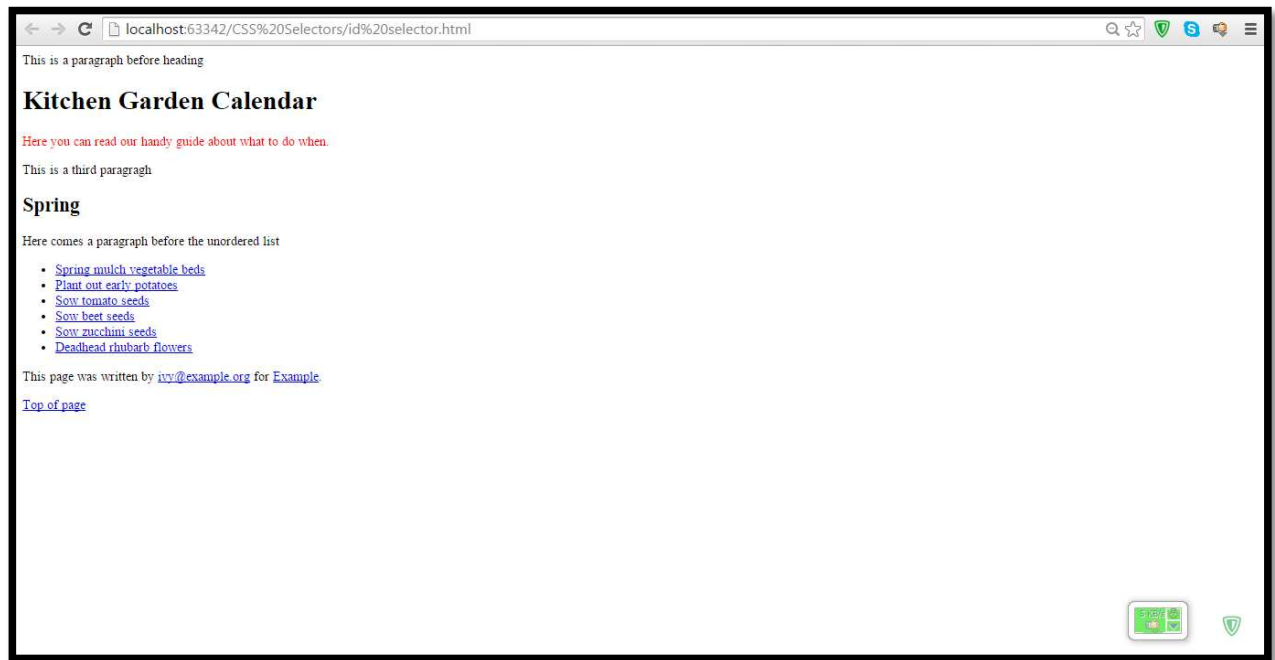 localhost:63342/CSS%20Selectors/id%20selector.html
This is a paragraph before heading
Kitchen Garden Calendar
Here you can read our handy guide about what to do when.
This is a third paragragh
Spring
Here comes a paragraph before the unordered list
Spring mulch vegetable beds
Plant out early potatoes
Sow tomato seeds
Sow beet seeds
Sow zucchini seeds
Deadhead rhubarb flowers
This page was written by ivy@example.org for Example.
Top of page